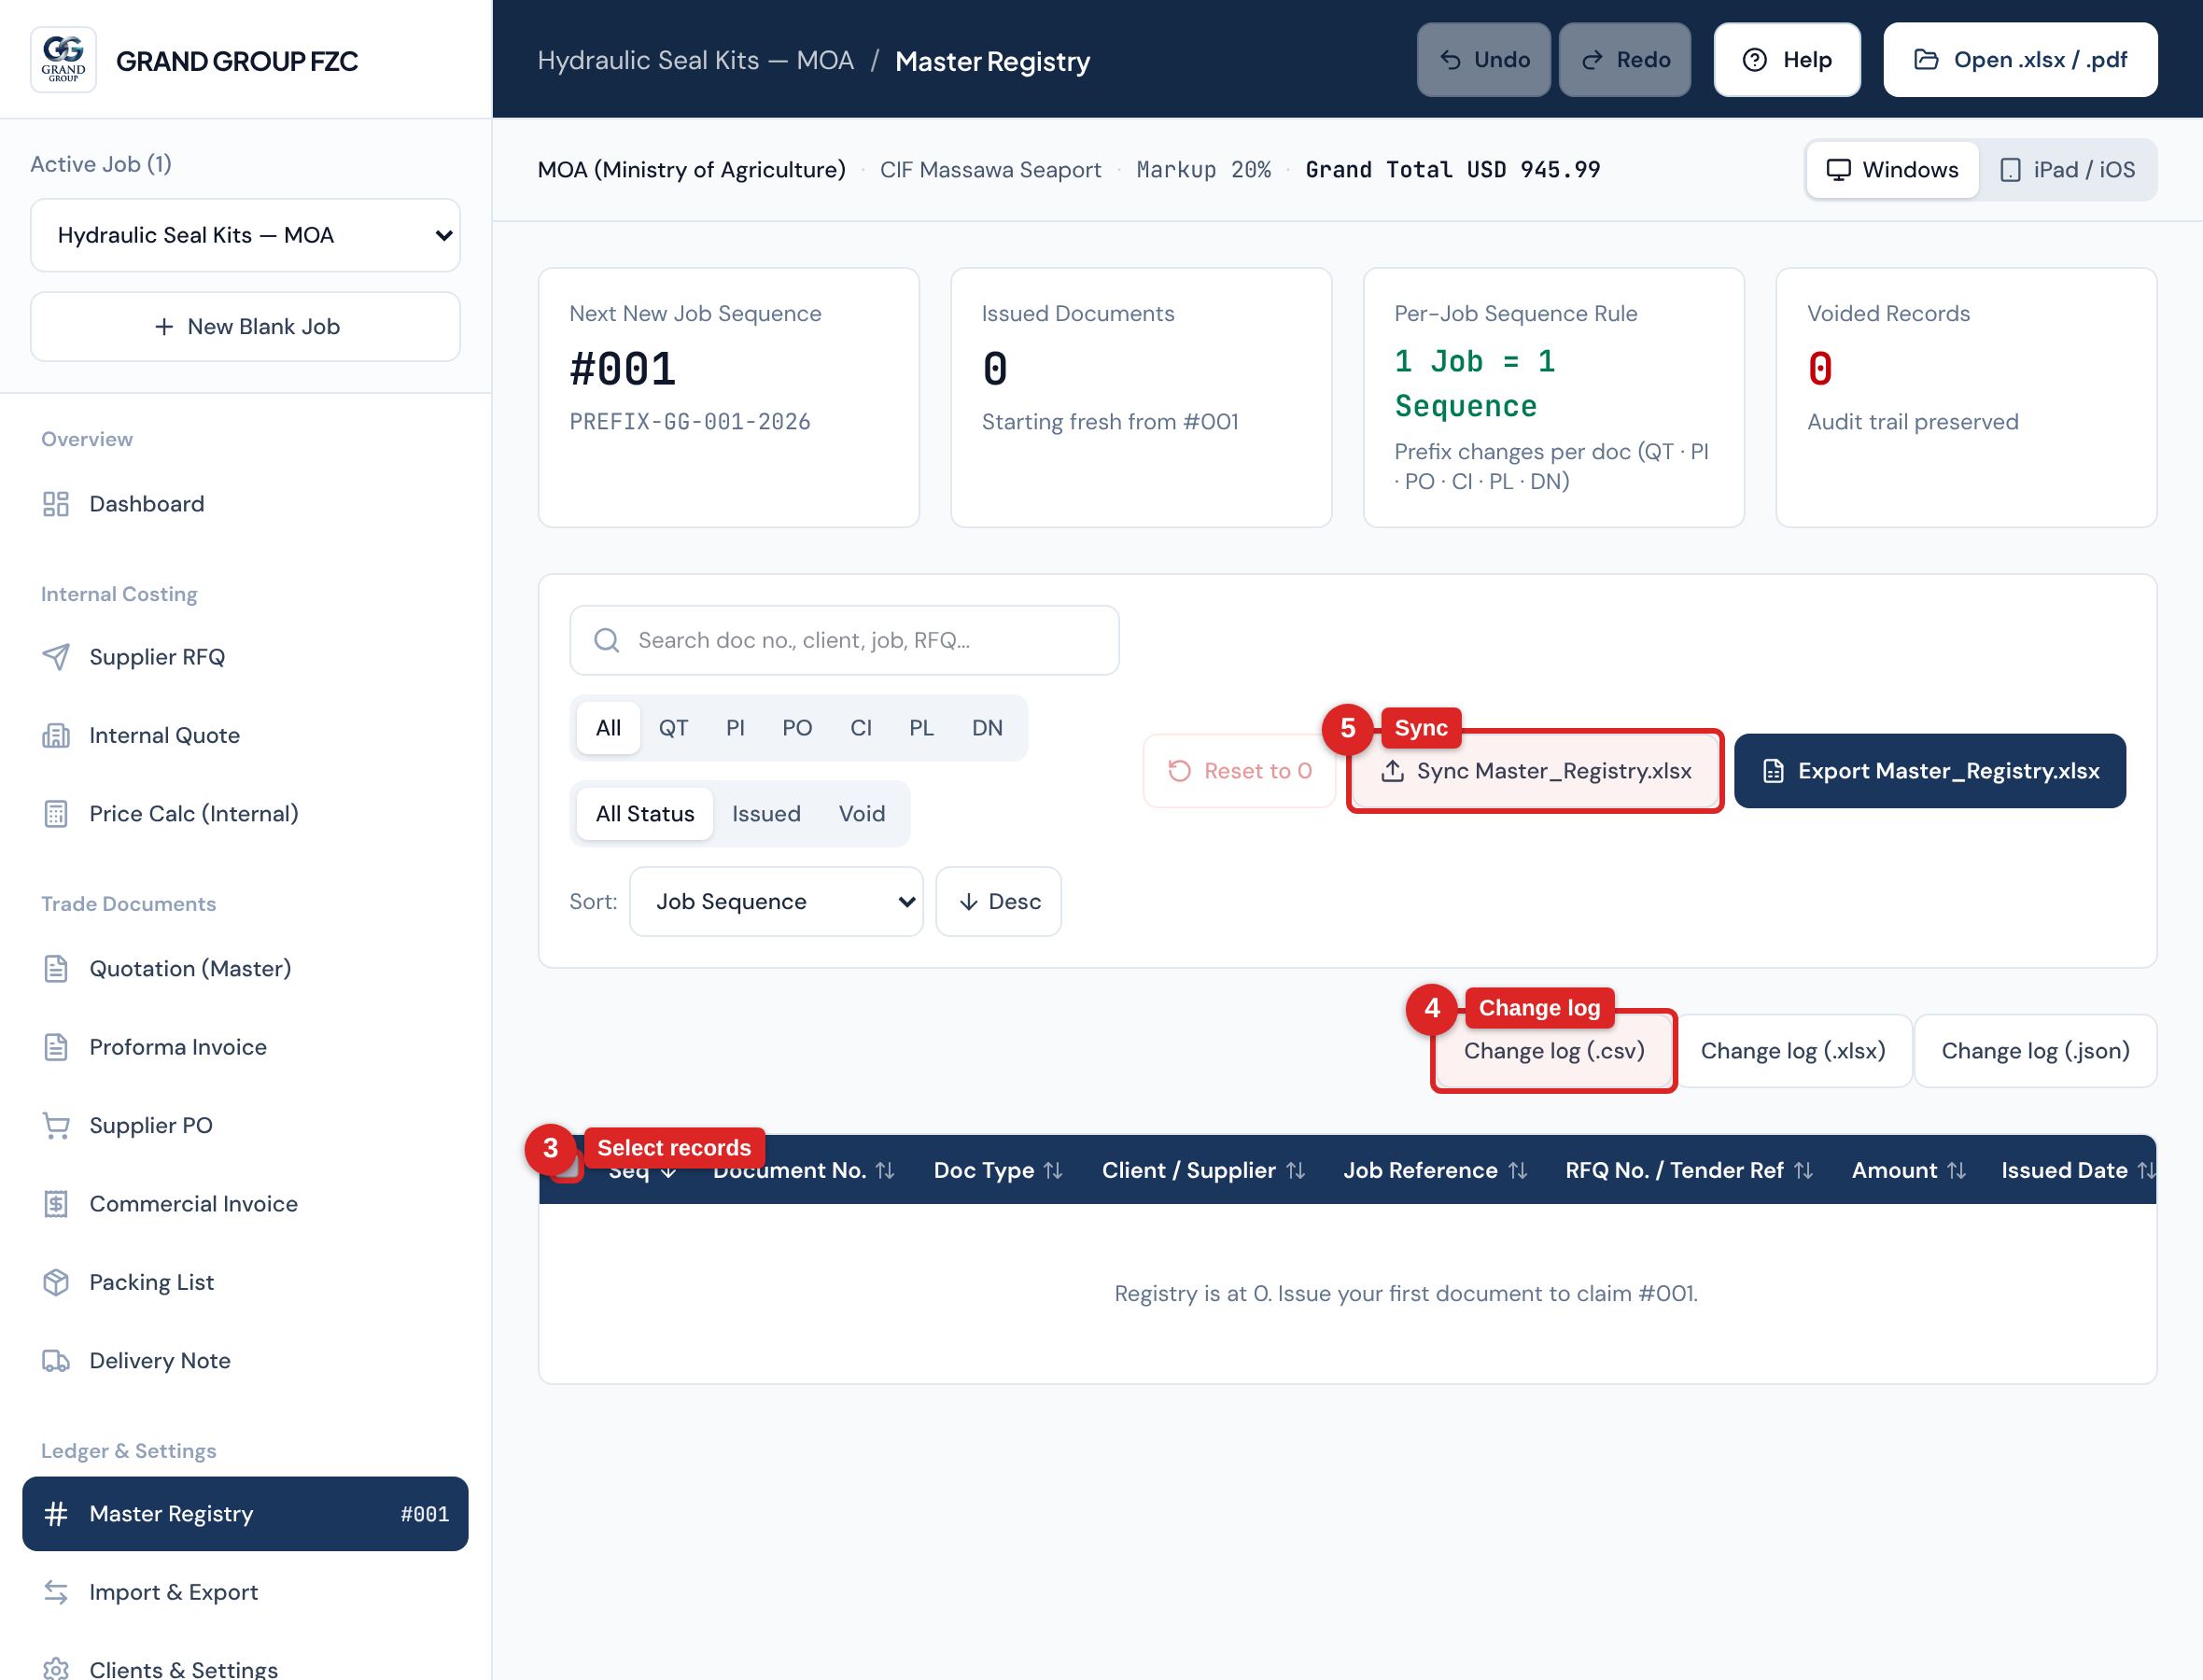 GG
GRAND
GROUP
GRAND GROUP FZC
Active Job (1)
Hydraulic Seal Kits — MOA
New Blank Job
Overview
Dashboard
Internal Costing
Supplier RFQ
Internal Quote
Price Calc (Internal)
Trade Documents
Quotation (Master)
Proforma Invoice
Supplier PO
Commercial Invoice
Packing List
Delivery Note
Ledger & Settings
Master Registry #001
Import & Export
Clients & Settings
Hydraulic Seal Kits — MOA / Master Registry
Undo Redo Help Open .xlsx / .pdf
MOA (Ministry of Agriculture) · CIF Massawa Seaport · Markup 20% · Grand Total USD 945.99
Windows iPad / iOS
Next New Job Sequence
#001
PREFIX-GG-001-2026
Issued Documents
0
Starting fresh from #001
Per-Job Sequence Rule
1 Job = 1
Sequence
Prefix changes per doc (QT · PI
· PO · CI · PL · DN)
Voided Records
0
Audit trail preserved
Search doc no., client, job, RFQ...
All QT PI PO CI PL DN
All Status Issued Void
Sort: Job Sequence Desc
Reset to 0
5 Sync
Sync Master_Registry.xlsx
Export Master_Registry.xlsx
4 Change log
Change log (.csv) Change log (.xlsx) Change log (.json)
3 Select records
Seq Document No. Doc Type Client / Supplier Job Reference RFQ No. / Tender Ref Amount Issued Date
Registry is at 0. Issue your first document to claim #001.